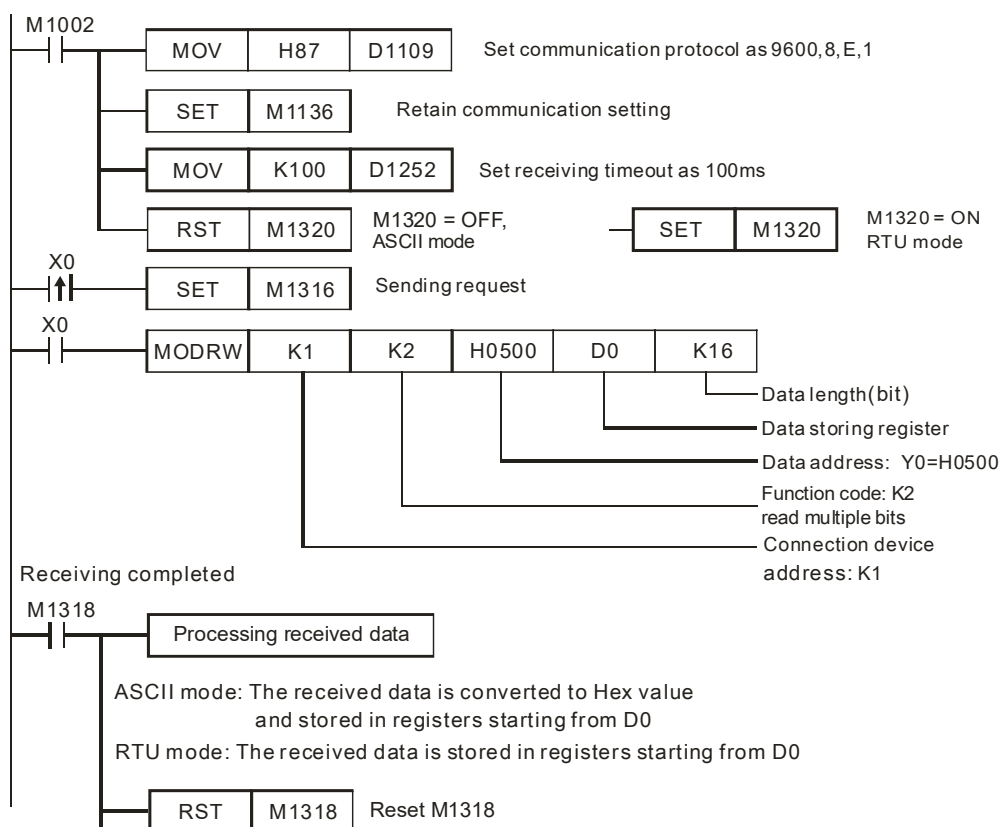 M1002
MOV H87 D1109 Set communication protocol as 9600,8,E,1
SET M1136 Retain communication setting
MOV K100 D1252 Set receiving timeout as 100ms
RST M1320 M1320 = OFF, ASCII mode SET M1320 M1320 = ON RTU mode
X0
SET M1316 Sending request
X0
MODRW K1 K2 H0500 D0 K16
Data length(bit)
Data storing register
Data address: Y0=H0500
Function code: K2
read multiple bits
Connection device
address: K1
Receiving completed
M1318
Processing received data
ASCII mode: The received data is converted to Hex value
and stored in registers starting from D0
RTU mode: The received data is stored in registers starting from D0
RST M1318 Reset M1318